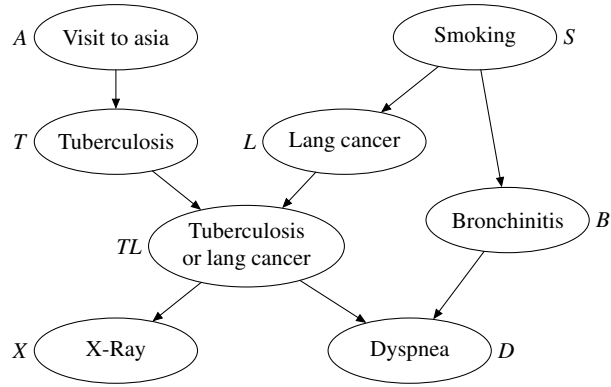 A Visit to asia
Smoking S
T Tuberculosis
L Lang cancer
Bronchinitis B
TL Tuberculosis
or lang cancer
X X-Ray
Dyspnea D